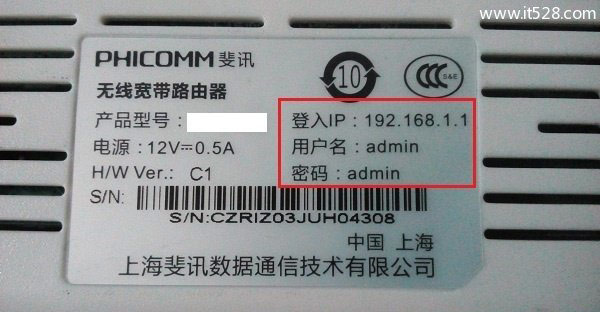 www.it528.com
PHICOMM 斐讯
10
CCC
S&E
无线宽带路由器
产品型号：
登入IP：192.168.1.1
电源：12V⎓0.5A
用户名：admin
H/W Ver.： C1
密码：admin
S/N:
S/N:CZRIZ03JUH04308
中国 上海
上海斐讯数据通信技术有限公司